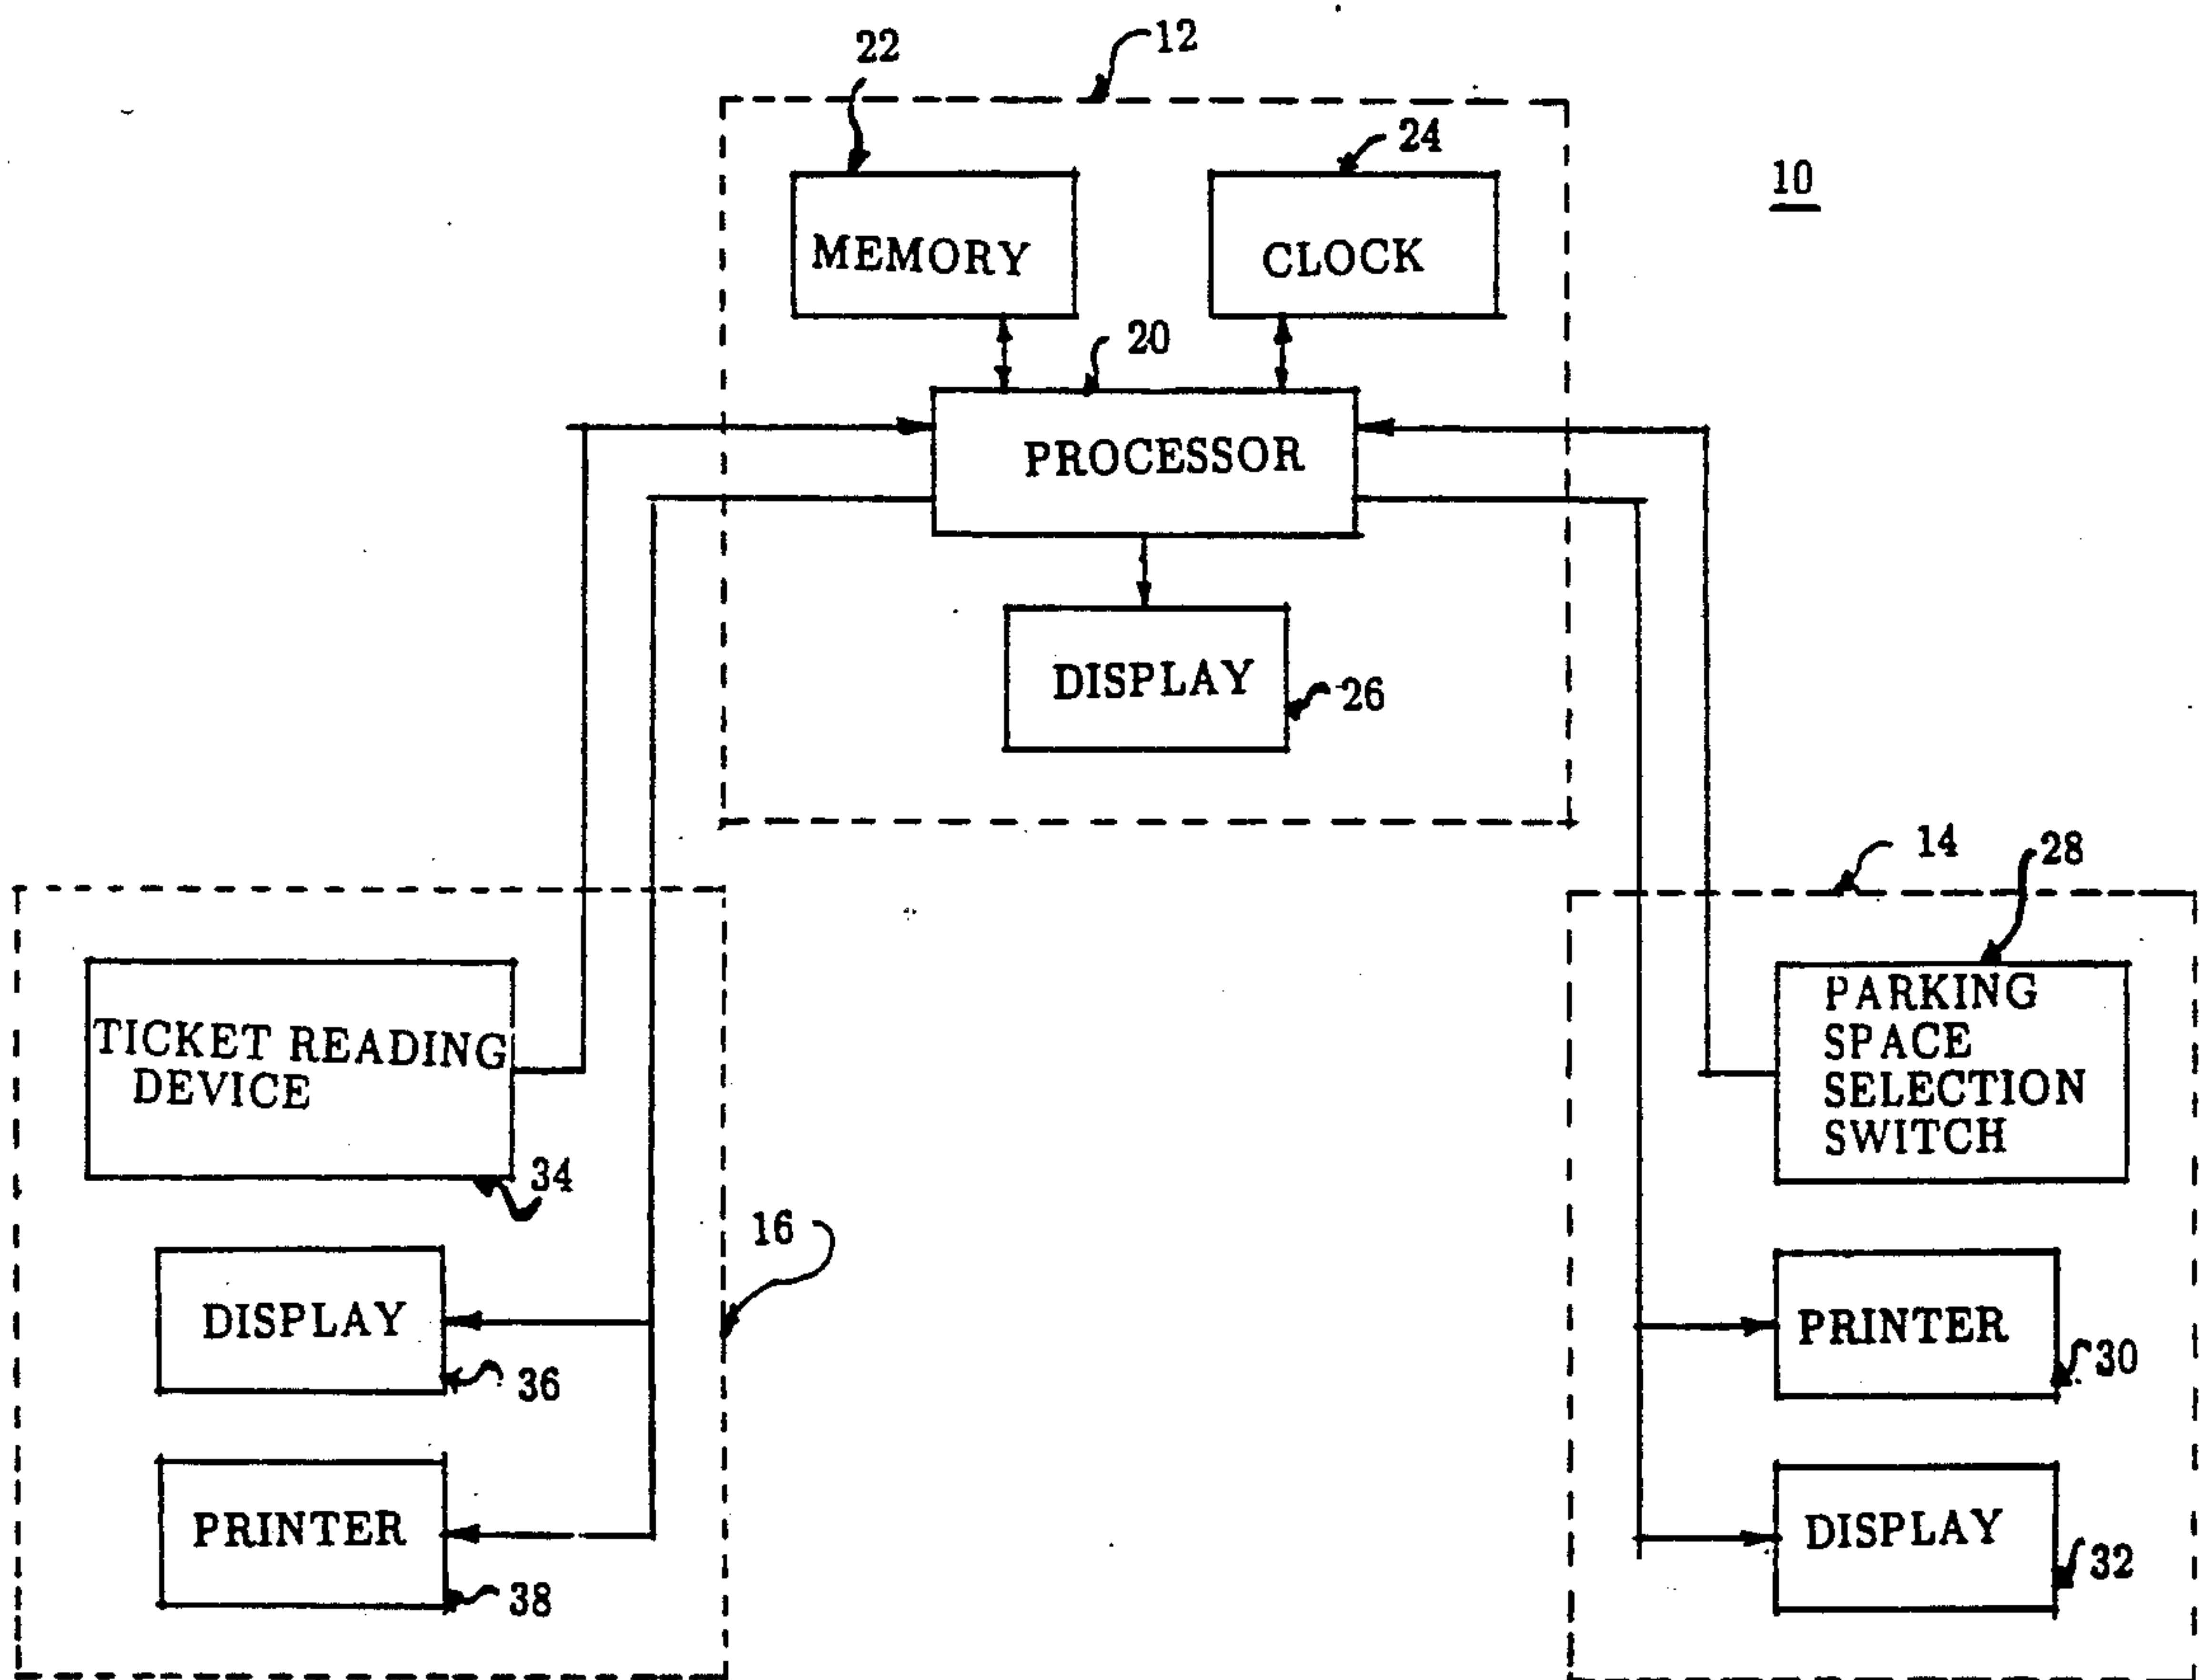 12
22
24
10
MEMORY
CLOCK
20
PROCESSOR
DISPLAY
26
14
28
PARKING
SPACE
SELECTION
SWITCH
TICKET READING
DEVICE
34
16
DISPLAY
36
PRINTER
30
PRINTER
38
DISPLAY
32